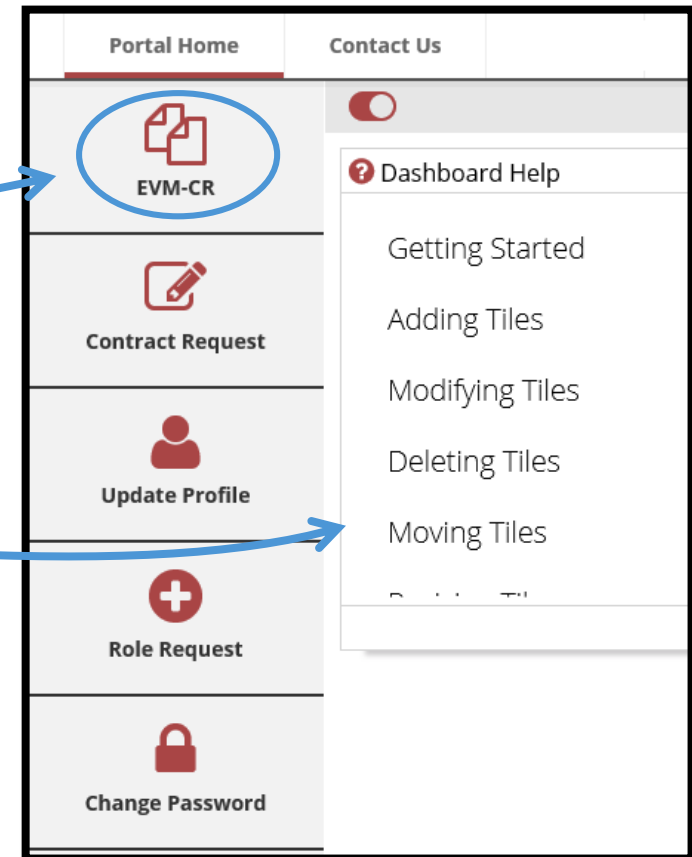 Portal Home
Contact Us
EVM-CR
Contract Request
Update Profile
Role Request
Change Password
Dashboard Help
Getting Started
Adding Tiles
Modifying Tiles
Deleting Tiles
Moving Tiles